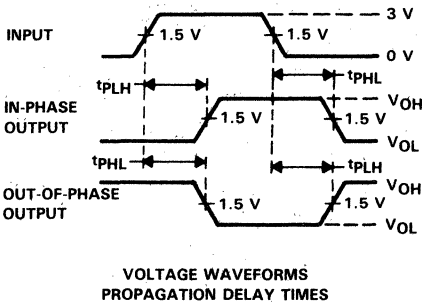 3 V
INPUT
1.5 V
1.5 V
0 V
tPLH
tPHL
IN-PHASE
OUTPUT
VOH
1.5 V
1.5 V
VOL
tPHL
tPLH
OUT-OF-PHASE
OUTPUT
VOH
1.5 V
1.5 V
VOL
VOLTAGE WAVEFORMS
PROPAGATION DELAY TIMES